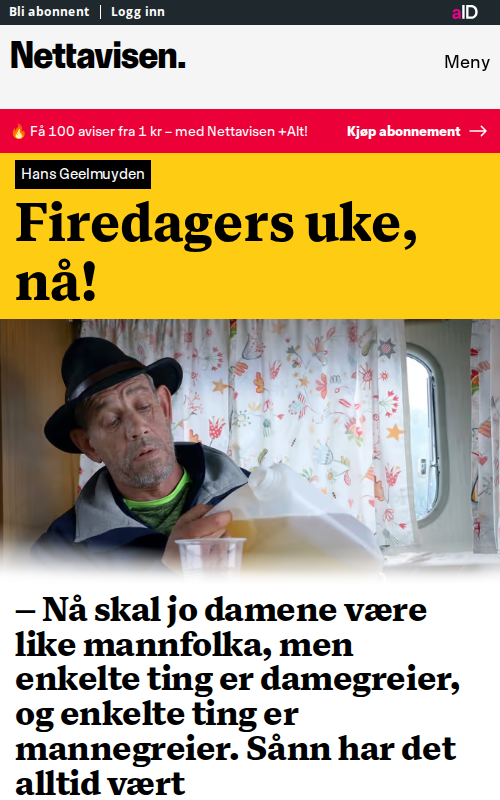 Bli abonnent | Logg inn
aID
Nettavisen.
Meny
🔥 Få 100 aviser fra 1 kr – med Nettavisen +Alt!
Kjøp abonnement →
Hans Geelmuyden
Firedagers uke,
nå!
– Nå skal jo damene være
like mannfolka, men
enkelte ting er damegreier,
og enkelte ting er
mannegreier. Sånn har det
alltid vært